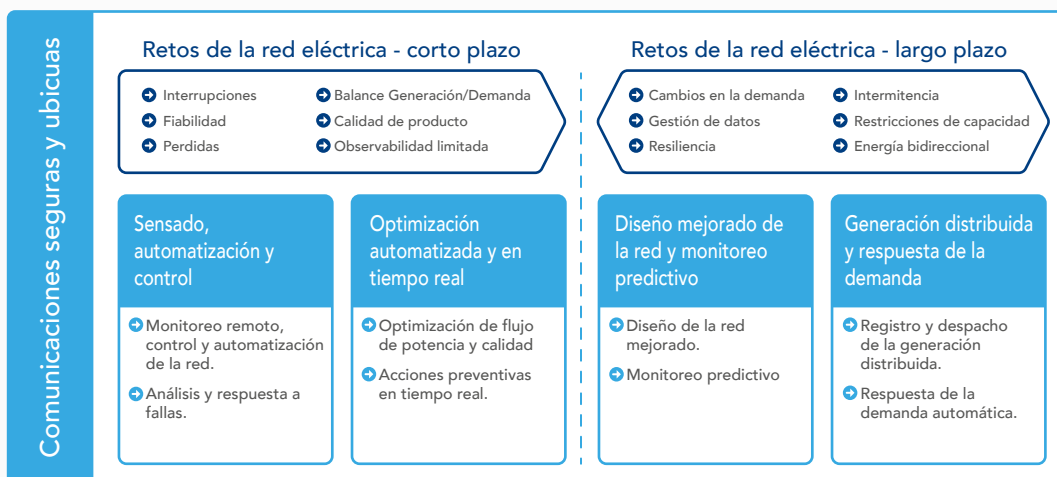 Comunicaciones seguras y ubicuas
Retos de la red eléctrica - corto plazo
Interrupciones
Fiabilidad
Perdidas
Balance Generación/Demanda
Calidad de producto
Observabilidad limitada
Retos de la red eléctrica - largo plazo
Cambios en la demanda
Gestión de datos
Resiliencia
Intermitencia
Restricciones de capacidad
Energía bidireccional
Sensado,
automatización y
control
Monitoreo remoto,
control y automatización
de la red.
Análisis y respuesta a
fallas.
Optimización
automatizada y en
tiempo real
Optimización de flujo
de potencia y calidad
Acciones preventivas
en tiempo real.
Diseño mejorado de
la red y monitoreo
predictivo
Diseño de la red
mejorado.
Monitoreo predictivo
Generación distribuida
y respuesta de la
demanda
Registro y despacho
de la generación
distribuida.
Respuesta de la
demanda automática.